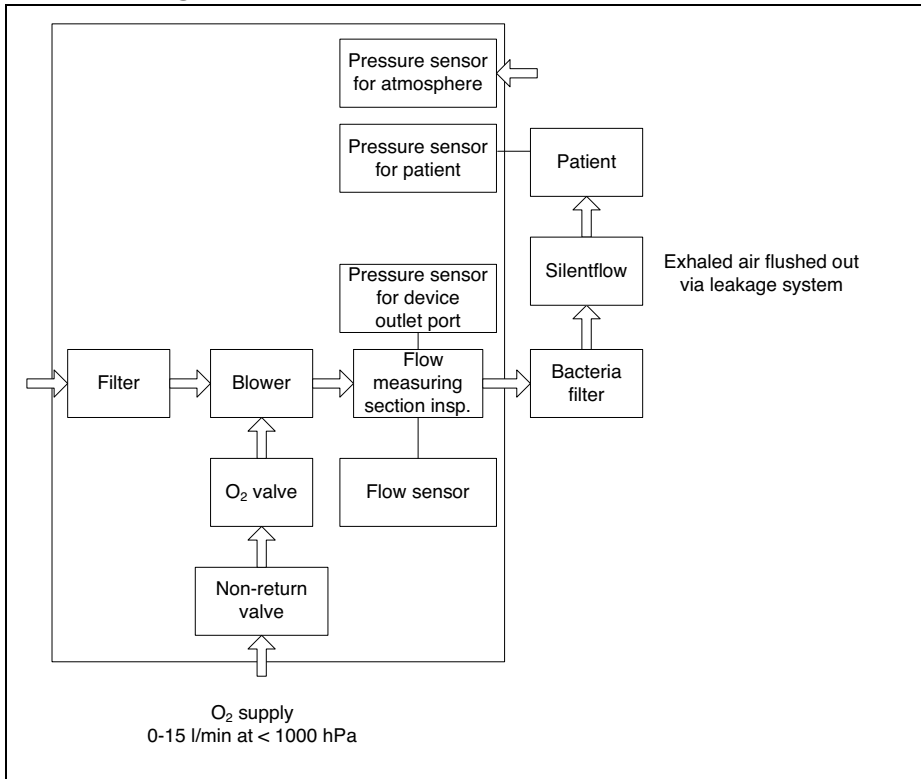 Pressure sensor
for atmosphere
Pressure sensor
for patient
Patient
Silentflow
Exhaled air flushed out
via leakage system
Pressure sensor
for device
outlet port
Filter
Blower
Flow
measuring
section insp.
Bacteria
filter
O₂ valve
Flow sensor
Non-return
valve
O₂ supply
0-15 l/min at < 1000 hPa